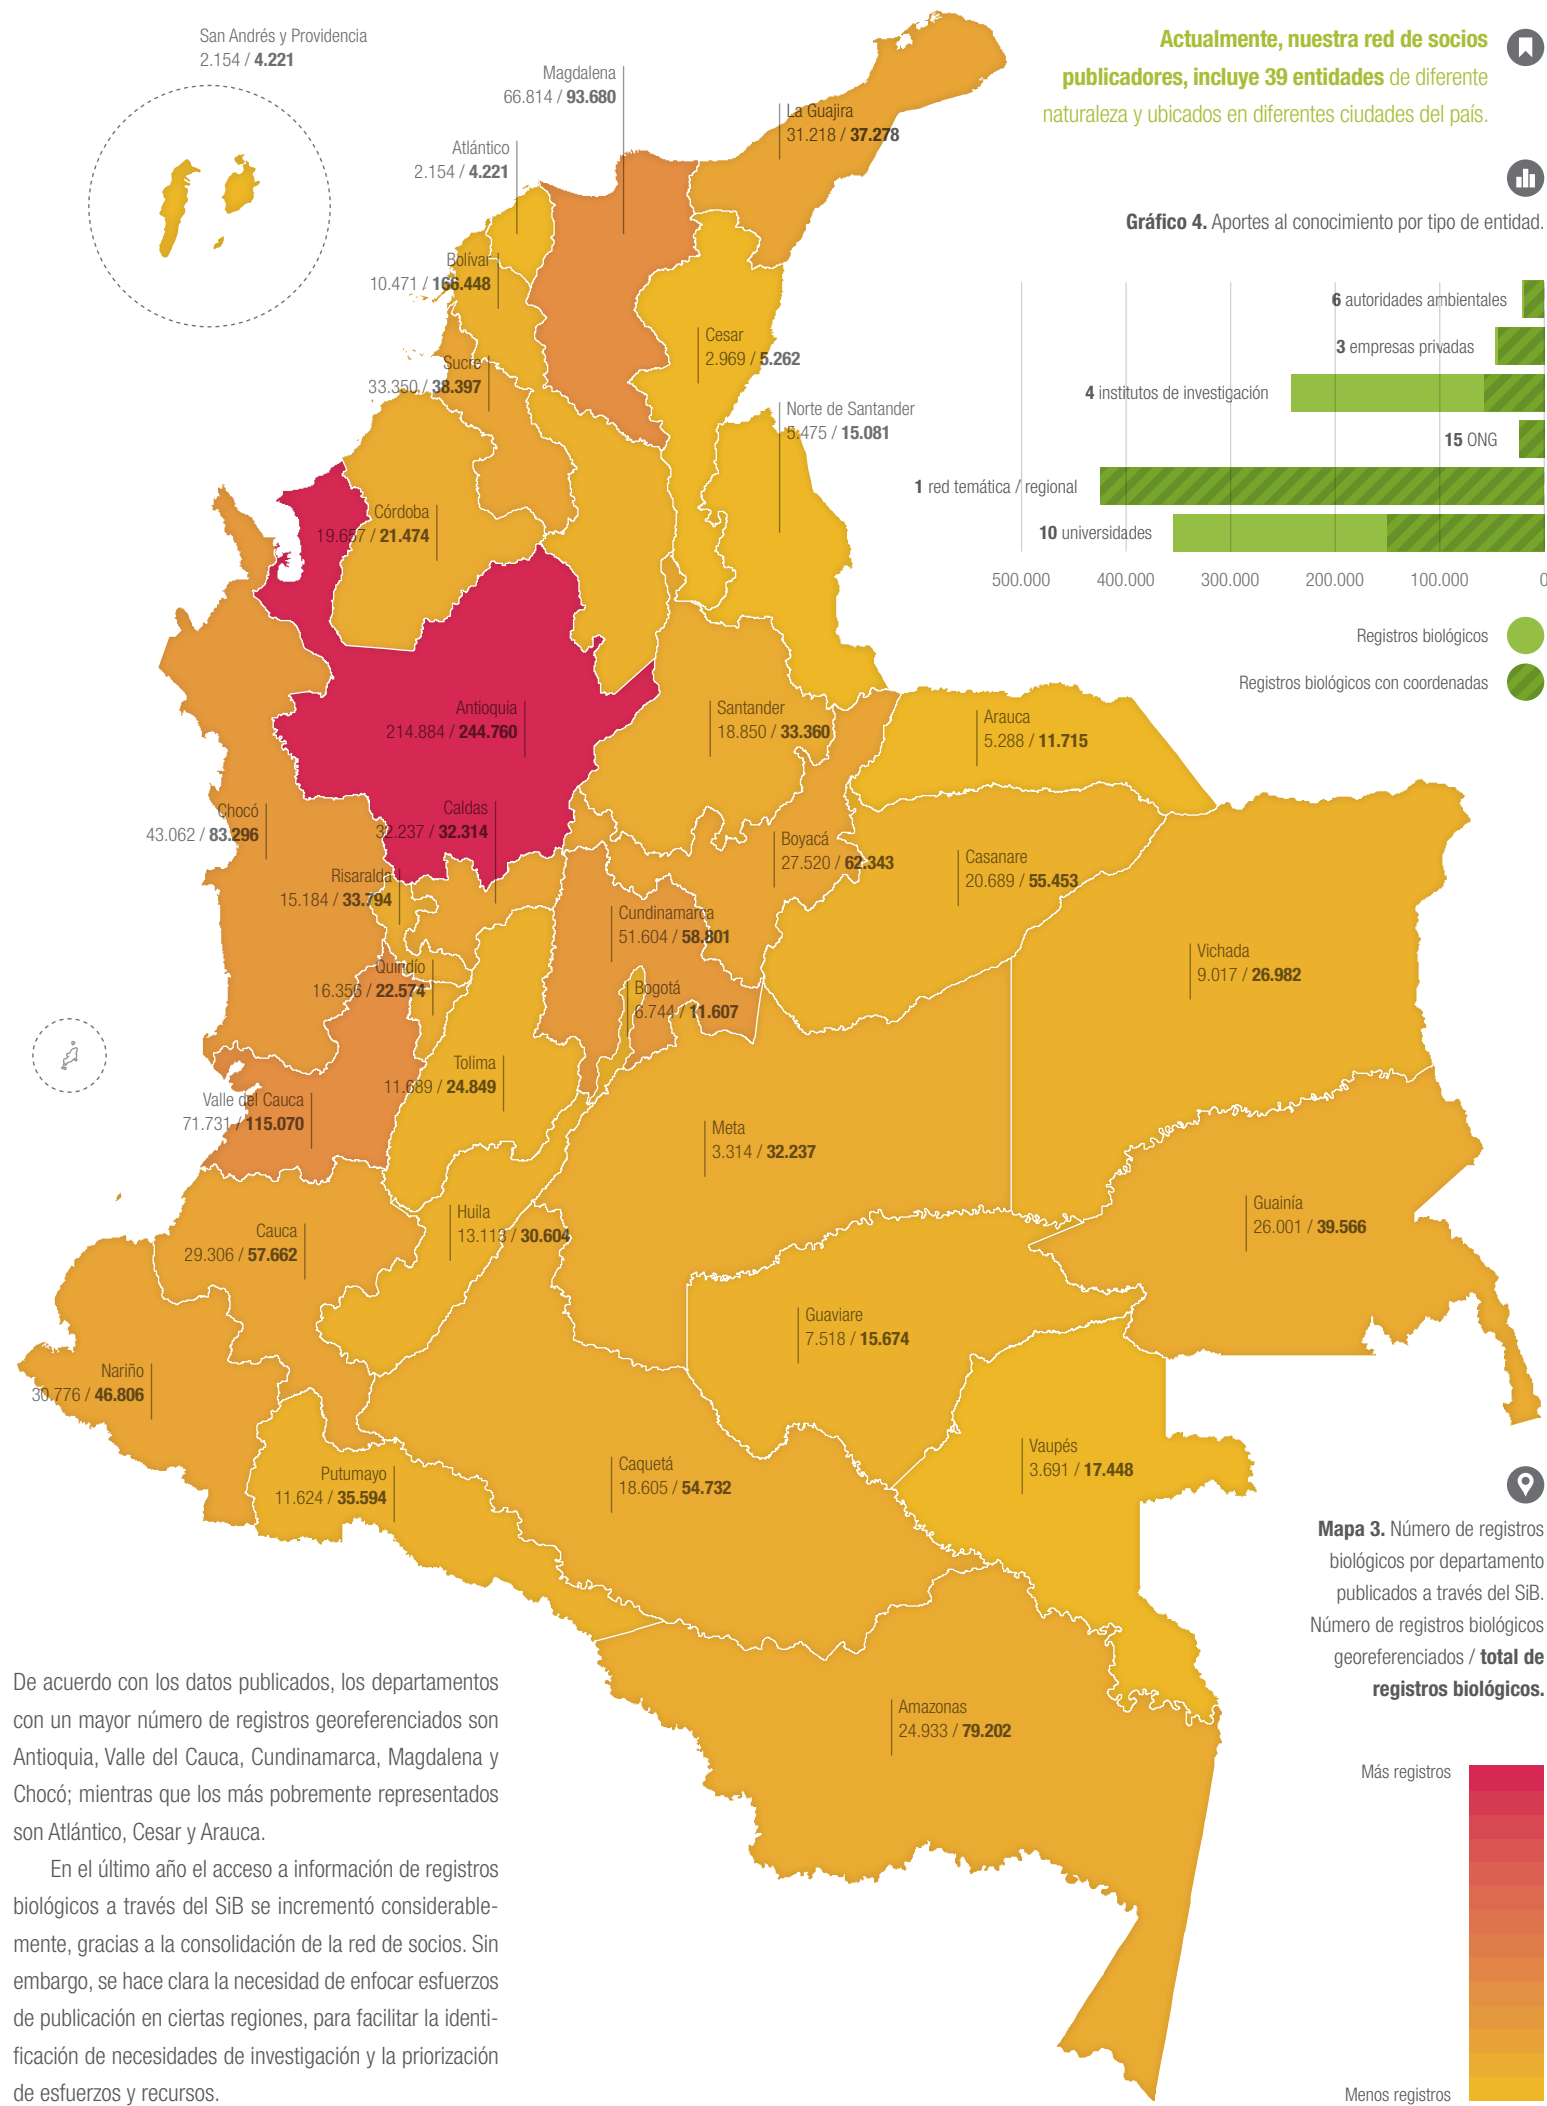 San Andrés y Providencia
2.154 / 4.221
Magdalena
66.814 / 93.680
Atlántico
2.154 / 4.221
La Guajira
31.218 / 37.278
Bolívar
10.471 / 166.448
Cesar
2.969 / 5.262
Sucre
33.350 / 38.397
Norte de Santander
5.475 / 15.081
Córdoba
19.657 / 21.474
Antioquia
214.884 / 244.760
Santander
18.850 / 33.360
Arauca
5.288 / 11.715
Chocó
43.062 / 83.296
Caldas
32.237 / 32.314
Boyacá
27.520 / 62.343
Casanare
20.689 / 55.453
Risaralda
15.184 / 33.794
Cundinamarca
51.604 / 58.801
Vichada
9.017 / 26.982
Quindío
16.356 / 22.574
Bogotá
6.744 / 11.607
Tolima
11.689 / 24.849
Valle del Cauca
71.731 / 115.070
Meta
3.314 / 32.237
Huila
13.113 / 30.604
Guainía
26.001 / 39.566
Cauca
29.306 / 57.662
Guaviare
7.518 / 15.674
Nariño
30.776 / 46.806
Vaupés
3.691 / 17.448
Caquetá
18.605 / 54.732
Putumayo
11.624 / 35.594
Amazonas
24.933 / 79.202
Actualmente, nuestra red de socios
publicadores, incluye 39 entidades de diferente
naturaleza y ubicados en diferentes ciudades del país.
Gráfico 4. Aportes al conocimiento por tipo de entidad.
6 autoridades ambientales
3 empresas privadas
4 institutos de investigación
15 ONG
1 red temática / regional
10 universidades
500.000 400.000 300.000 200.000 100.000 0
Registros biológicos
Registros biológicos con coordenadas
Mapa 3. Número de registros
biológicos por departamento
publicados a través del SiB.
Número de registros biológicos
georeferenciados / total de
registros biológicos.
Más registros
Menos registros
De acuerdo con los datos publicados, los departamentos
con un mayor número de registros georeferenciados son
Antioquia, Valle del Cauca, Cundinamarca, Magdalena y
Chocó; mientras que los más pobremente representados
son Atlántico, Cesar y Arauca.
En el último año el acceso a información de registros
biológicos a través del SiB se incrementó considerable-
mente, gracias a la consolidación de la red de socios. Sin
embargo, se hace clara la necesidad de enfocar esfuerzos
de publicación en ciertas regiones, para facilitar la identi-
ficación de necesidades de investigación y la priorización
de esfuerzos y recursos.